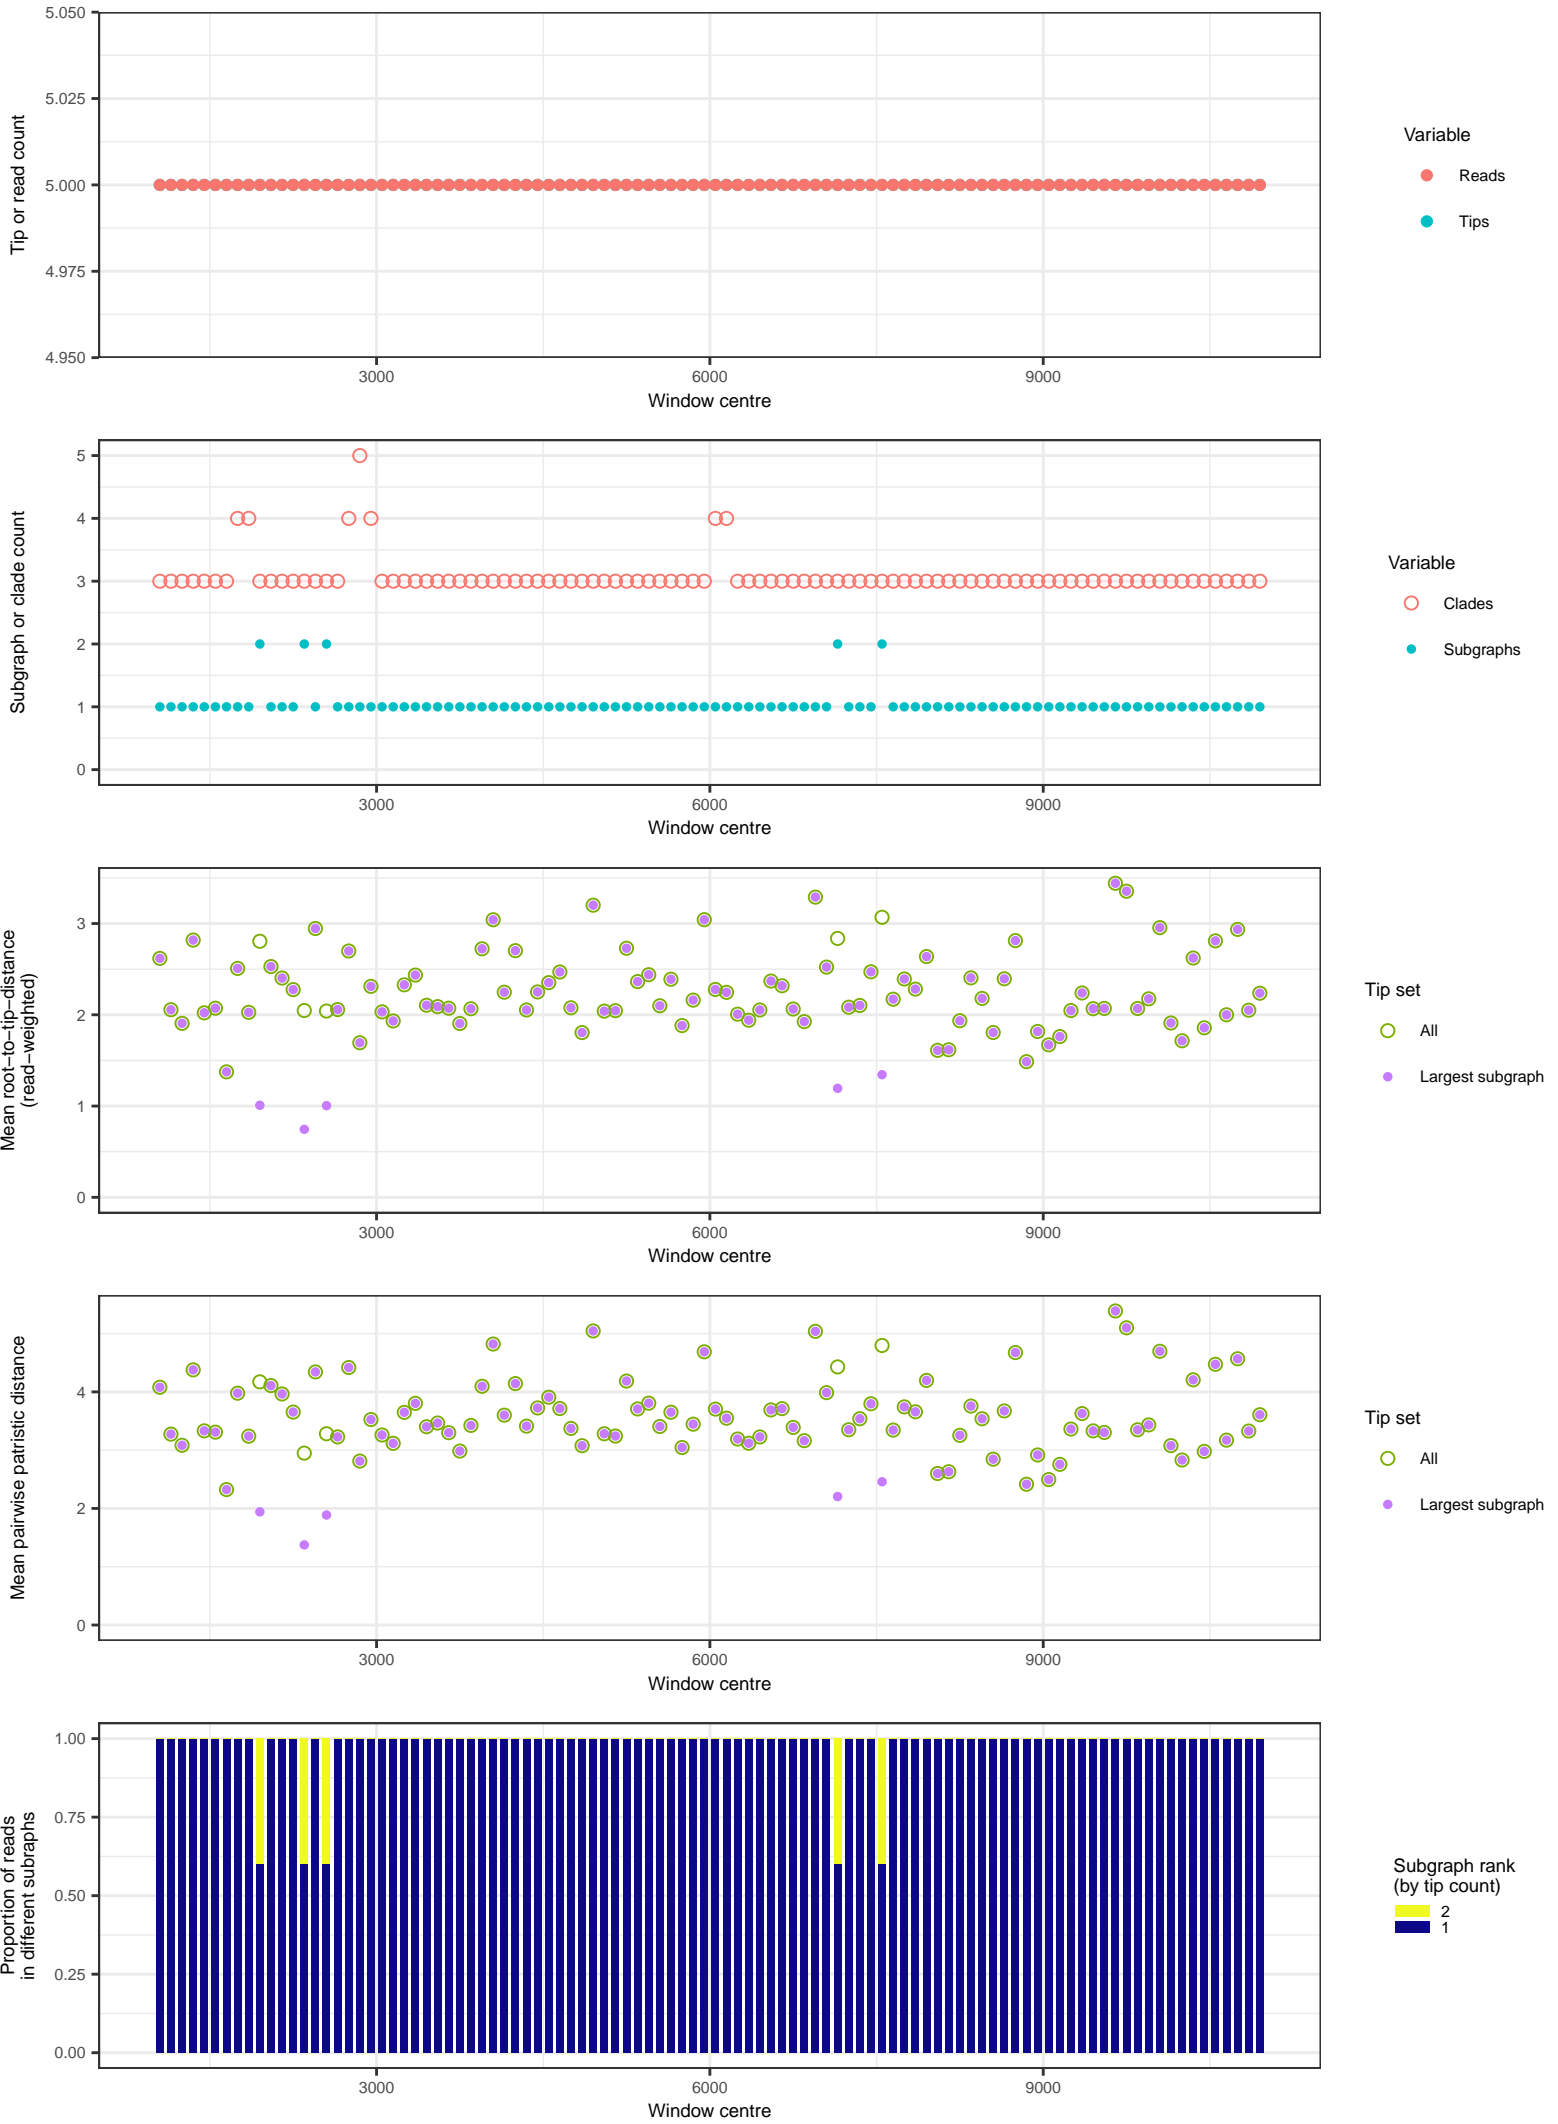 5.050
5.025
5.000
4.975
4.950
Tip or read count
3000 6000 9000
Window centre
Variable
Reads
Tips
5
4
3
2
1
0
Subgraph or clade count
3000 6000 9000
Window centre
Variable
Clades
Subgraphs
3
2
1
0
Mean root−to−tip−distance
(read−weighted)
3000 6000 9000
Window centre
Tip set
All
Largest subgraph
4
2
0
Mean pairwise patristic distance
3000 6000 9000
Window centre
Tip set
All
Largest subgraph
1.00
0.75
0.50
0.25
0.00
Proportion of reads
in different subraphs
3000 6000 9000
Window centre
Subgraph rank
(by tip count)
2
1